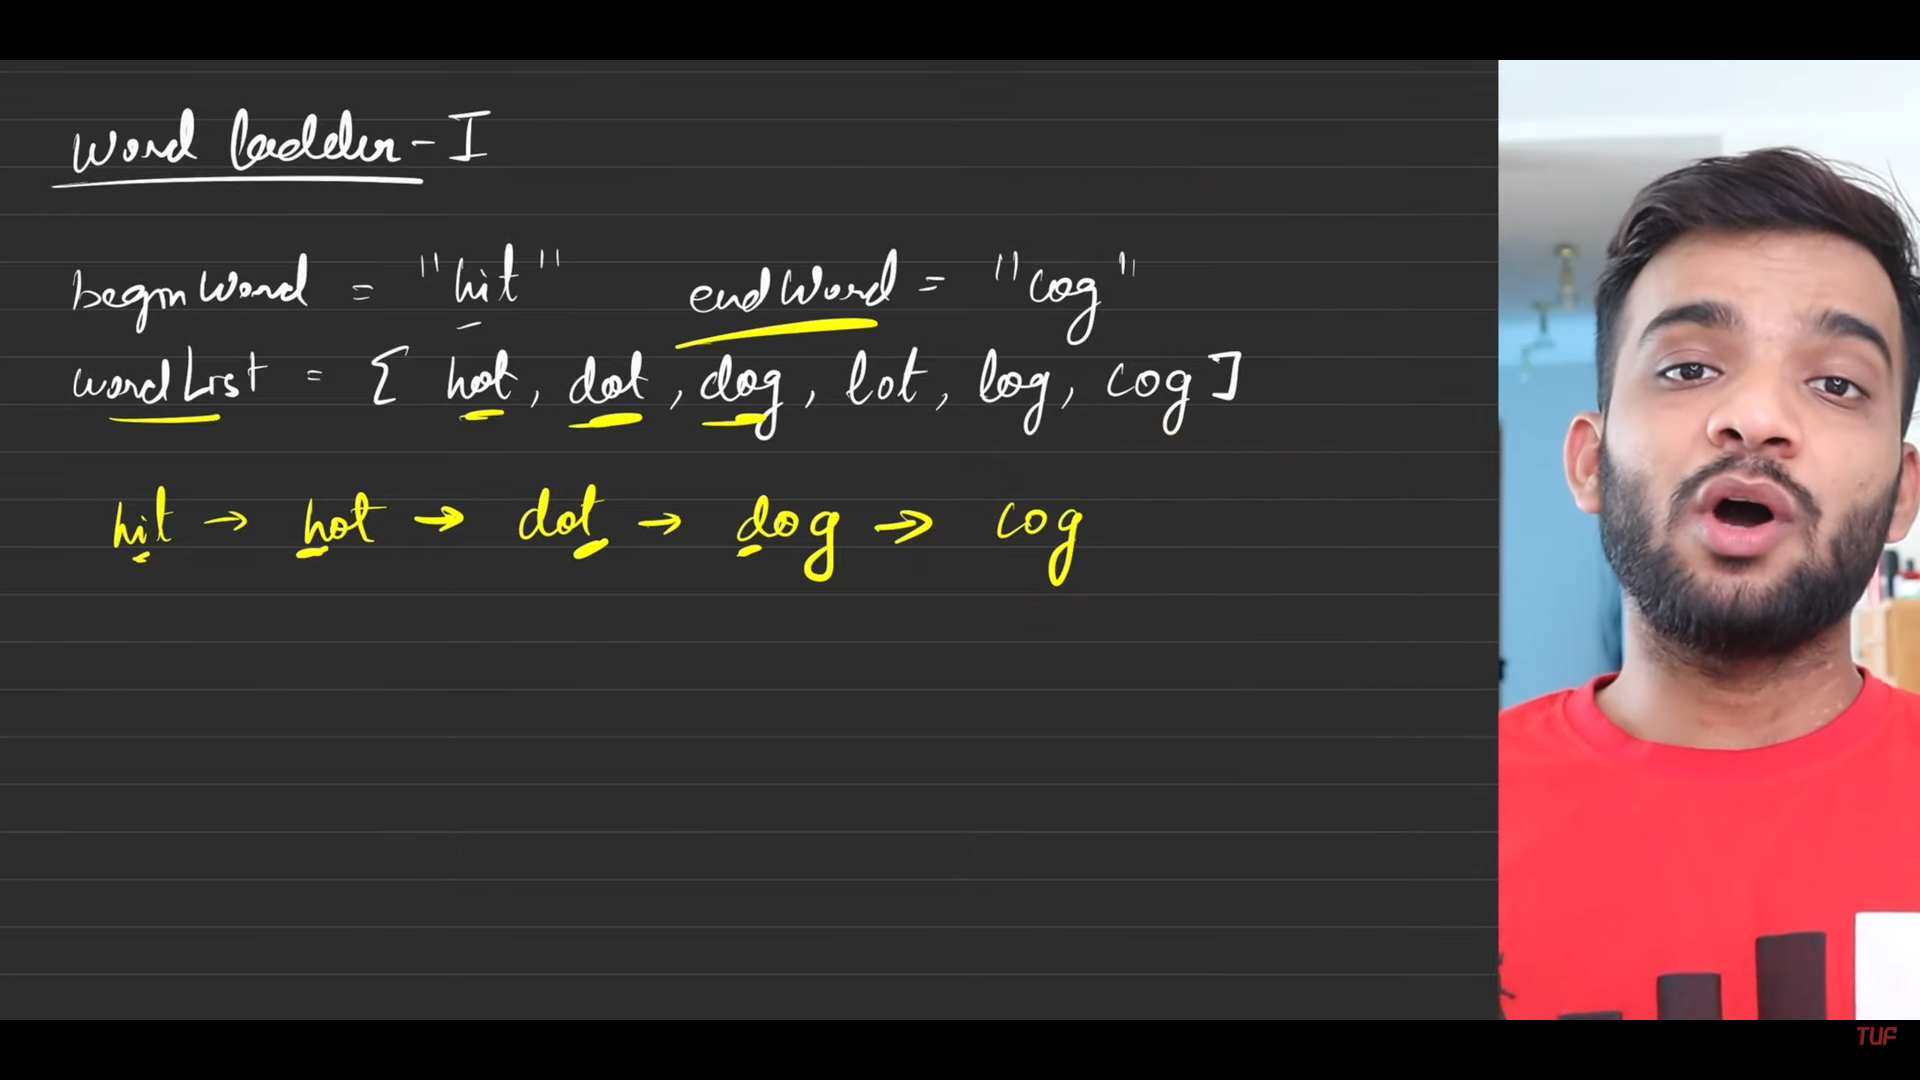 Word Ladder - I
beginWord = "hit" endWord = "cog"
wordList = [ hot, dot, dog, lot, log, cog ]
hit → hot → dot → dog → cog
TUF